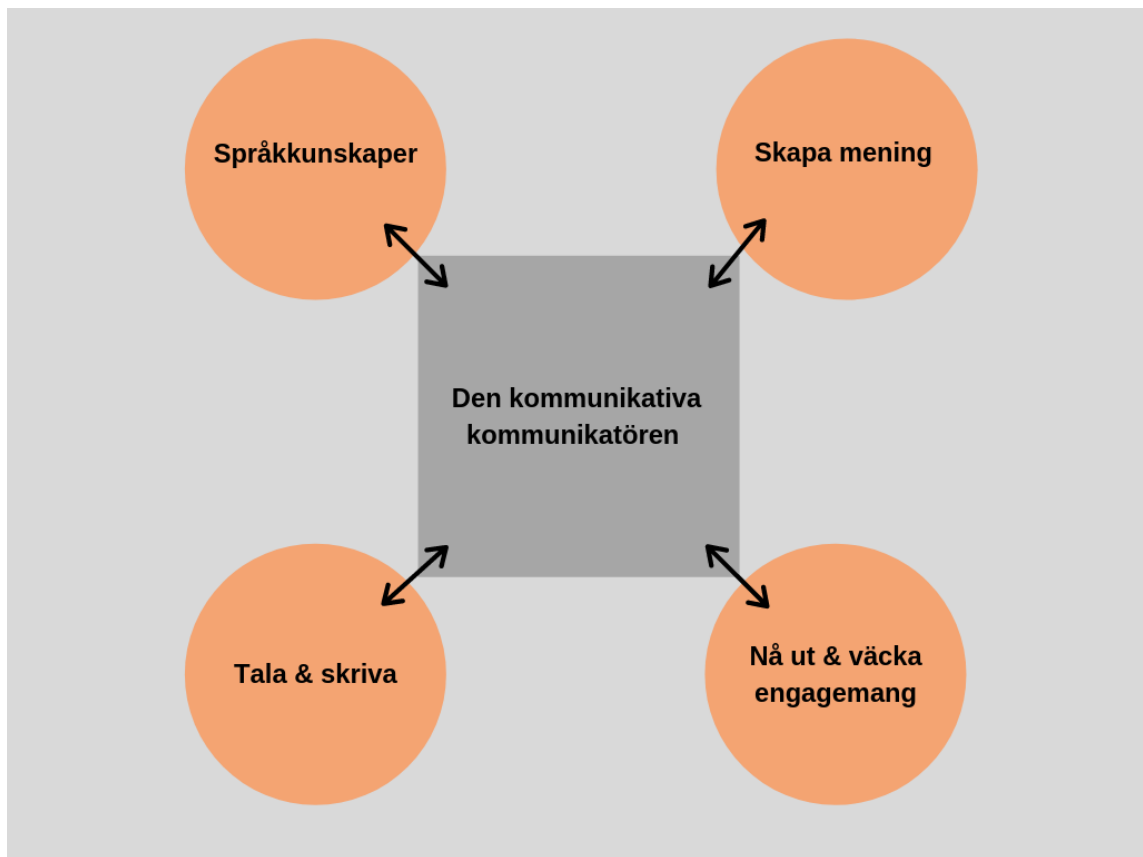 Språkkunskaper
Skapa mening
Den kommunikativa
kommunikatören
Tala & skriva
Nå ut & väcka
engagemang